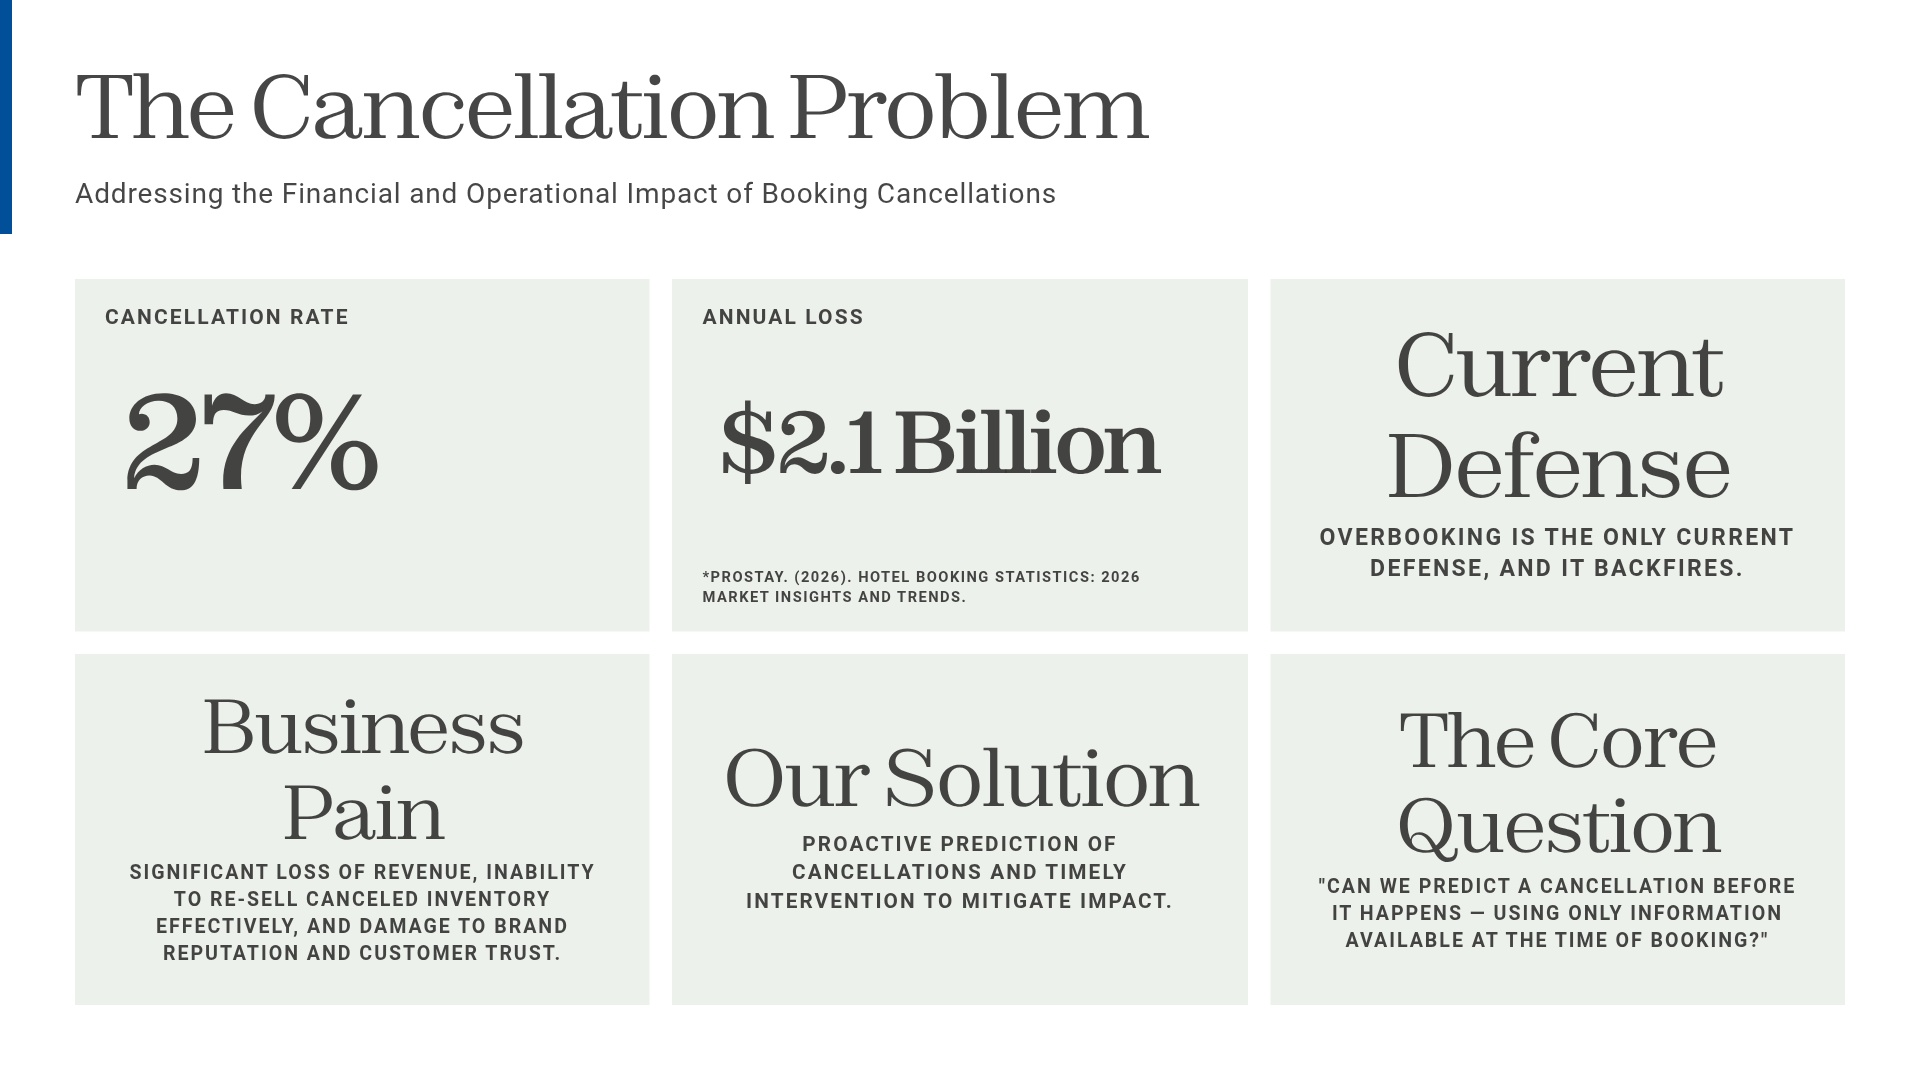 The Cancellation Problem
Addressing the Financial and Operational Impact of Booking Cancellations
CANCELLATION RATE
27%
ANNUAL LOSS
$2.1 Billion
*PROSTAY. (2026). HOTEL BOOKING STATISTICS: 2026
MARKET INSIGHTS AND TRENDS.
Current
Defense
OVERBOOKING IS THE ONLY CURRENT
DEFENSE, AND IT BACKFIRES.
Business
Pain
SIGNIFICANT LOSS OF REVENUE, INABILITY
TO RE-SELL CANCELED INVENTORY
EFFECTIVELY, AND DAMAGE TO BRAND
REPUTATION AND CUSTOMER TRUST.
Our Solution
PROACTIVE PREDICTION OF
CANCELLATIONS AND TIMELY
INTERVENTION TO MITIGATE IMPACT.
The Core
Question
"CAN WE PREDICT A CANCELLATION BEFORE
IT HAPPENS — USING ONLY INFORMATION
AVAILABLE AT THE TIME OF BOOKING?"